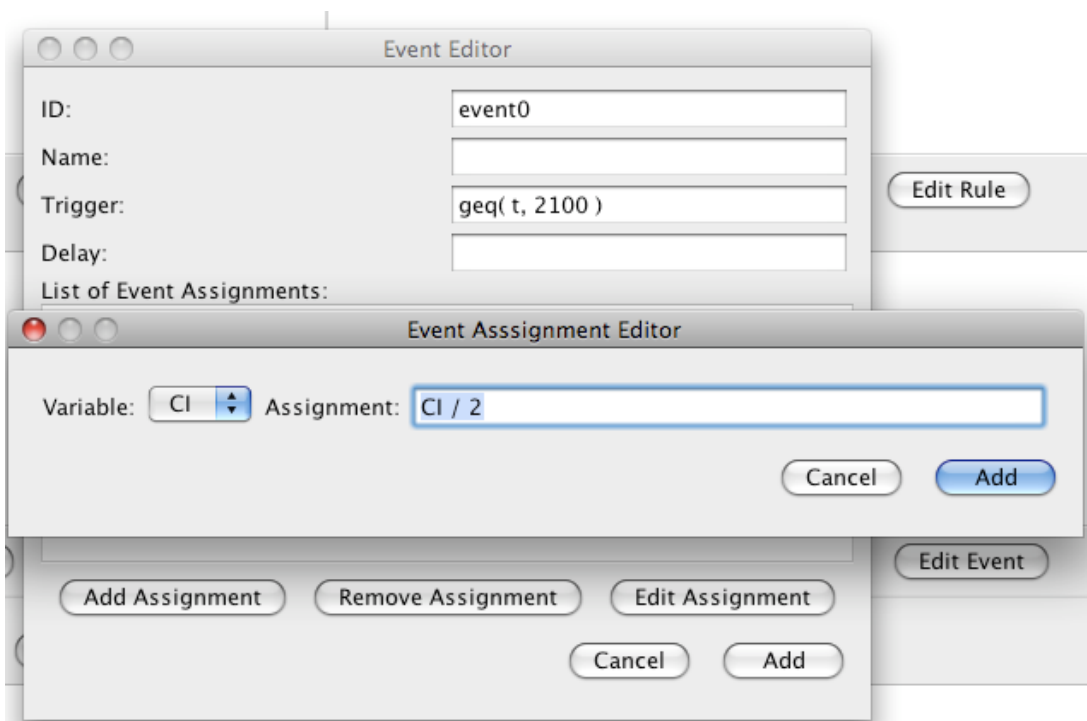 Event Editor
ID: event0
Name:
Trigger: geq( t, 2100 )
Edit Rule
Delay:
List of Event Assignments:
Event Asssignment Editor
Variable: CI Assignment: CI / 2
Cancel Add
Edit Event
Add Assignment Remove Assignment Edit Assignment
Cancel Add